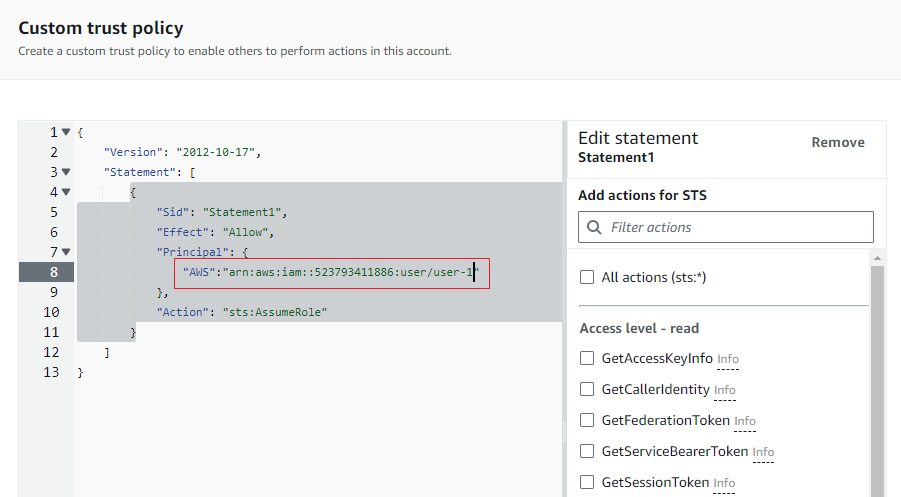 Custom trust policy
Create a custom trust policy to enable others to perform actions in this account.
1 {
2 "Version": "2012-10-17",
3 "Statement": [
4 {
5 "Sid": "Statement1",
6 "Effect": "Allow",
7 "Principal": {
8 "AWS":"arn:aws:iam::523793411886:user/user-1"
9 },
10 "Action": "sts:AssumeRole"
11 }
12 ]
13 }
Edit statement
Remove
Statement1
Add actions for STS
Filter actions
All actions (sts:*)
Access level - read
GetAccessKeyInfo Info
GetCallerIdentity Info
GetFederationToken Info
GetServiceBearerToken Info
GetSessionToken Info